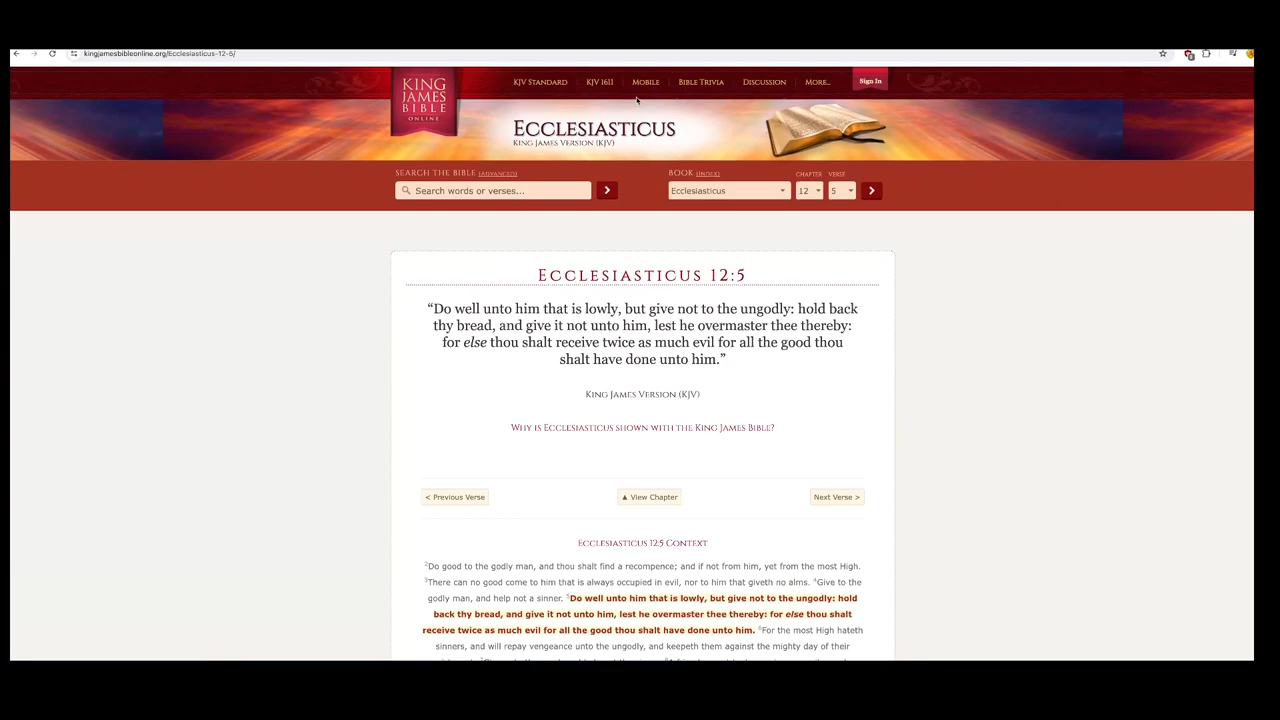 kingjamesbibleonline.org/Ecclesiasticus-12-5/
KING JAMES BIBLE ONLINE
KJV STANDARD KJV 1611 MOBILE BIBLE TRIVIA DISCUSSION MORE... Sign In
ECCLESIASTICUS
KING JAMES VERSION (KJV)
SEARCH THE BIBLE (ADVANCED) BOOK (INDEX) CHAPTER VERSE
Search words or verses... Ecclesiasticus 12 5
ECCLESIASTICUS 12:5
“Do well unto him that is lowly, but give not to the ungodly: hold back
thy bread, and give it not unto him, lest he overmaster thee thereby:
for else thou shalt receive twice as much evil for all the good thou
shalt have done unto him.”
KING JAMES VERSION (KJV)
WHY IS ECCLESIASTICUS SHOWN WITH THE KING JAMES BIBLE?
< Previous Verse ▲ View Chapter Next Verse >
ECCLESIASTICUS 12:5 CONTEXT
2Do good to the godly man, and thou shalt find a recompence; and if not from him, yet from the most High.
3There can no good come to him that is always occupied in evil, nor to him that giveth no alms. 4Give to the
godly man, and help not a sinner. 5Do well unto him that is lowly, but give not to the ungodly: hold
back thy bread, and give it not unto him, lest he overmaster thee thereby: for else thou shalt
receive twice as much evil for all the good thou shalt have done unto him. 6For the most High hateth
sinners, and will repay vengeance unto the ungodly, and keepeth them against the mighty day of their